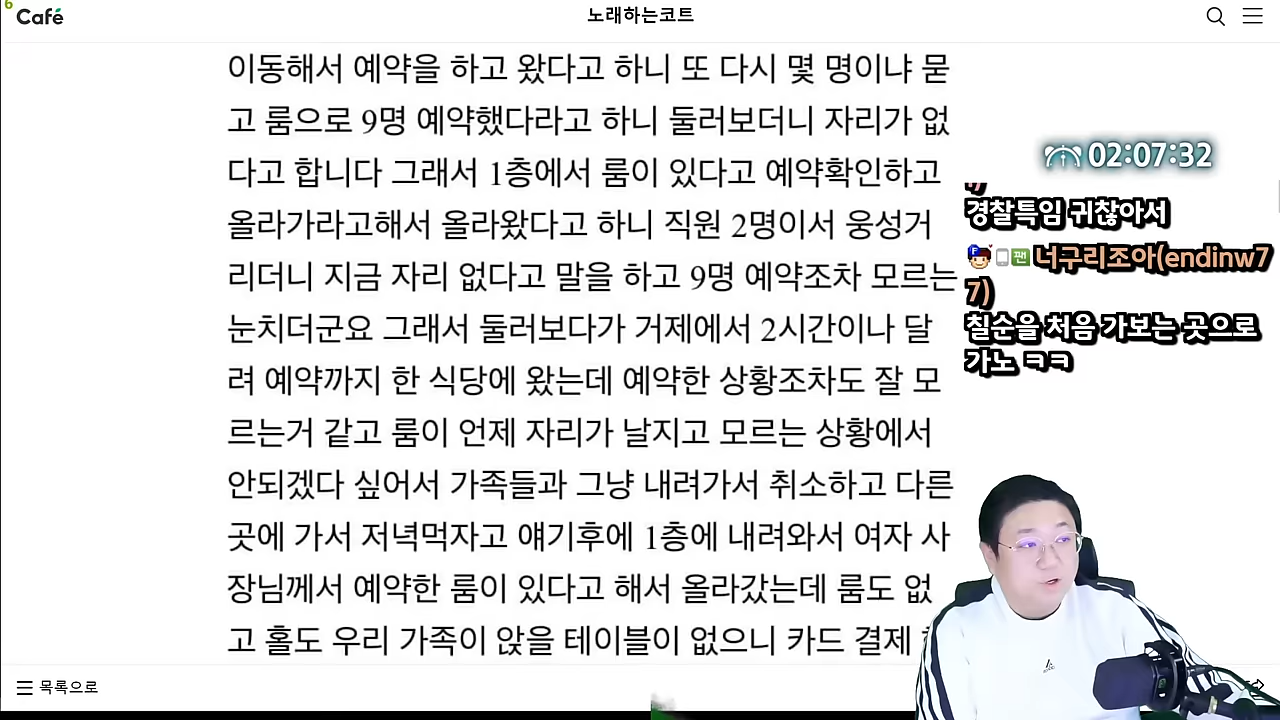 6
Café
노래하는코트
이동해서 예약을 하고 왔다고 하니 또 다시 몇 명이냐 묻
고 룸으로 9명 예약했다라고 하니 둘러보더니 자리가 없
다고 합니다 그래서 1층에서 룸이 있다고 예약확인하고
올라가라고해서 올라왔다고 하니 직원 2명이서 웅성거
리더니 지금 자리 없다고 말을 하고 9명 예약조차 모르는
눈치더군요 그래서 둘러보다가 거제에서 2시간이나 달
려 예약까지 한 식당에 왔는데 예약한 상황조차도 잘 모
르는거 같고 룸이 언제 자리가 날지고 모르는 상황에서
안되겠다 싶어서 가족들과 그냥 내려가서 취소하고 다른
곳에 가서 저녁먹자고 얘기후에 1층에 내려와서 여자 사
장님께서 예약한 룸이 있다고 해서 올라갔는데 룸도 없
고 홀도 우리 가족이 앉을 테이블이 없으니 카드 결제
목록으로
02:07:32
경찰특임 귀찮아서
팬 너구리조아(endinw7
7)
칠순을 처음 가보는 곳으로
가노 ㅋㅋ